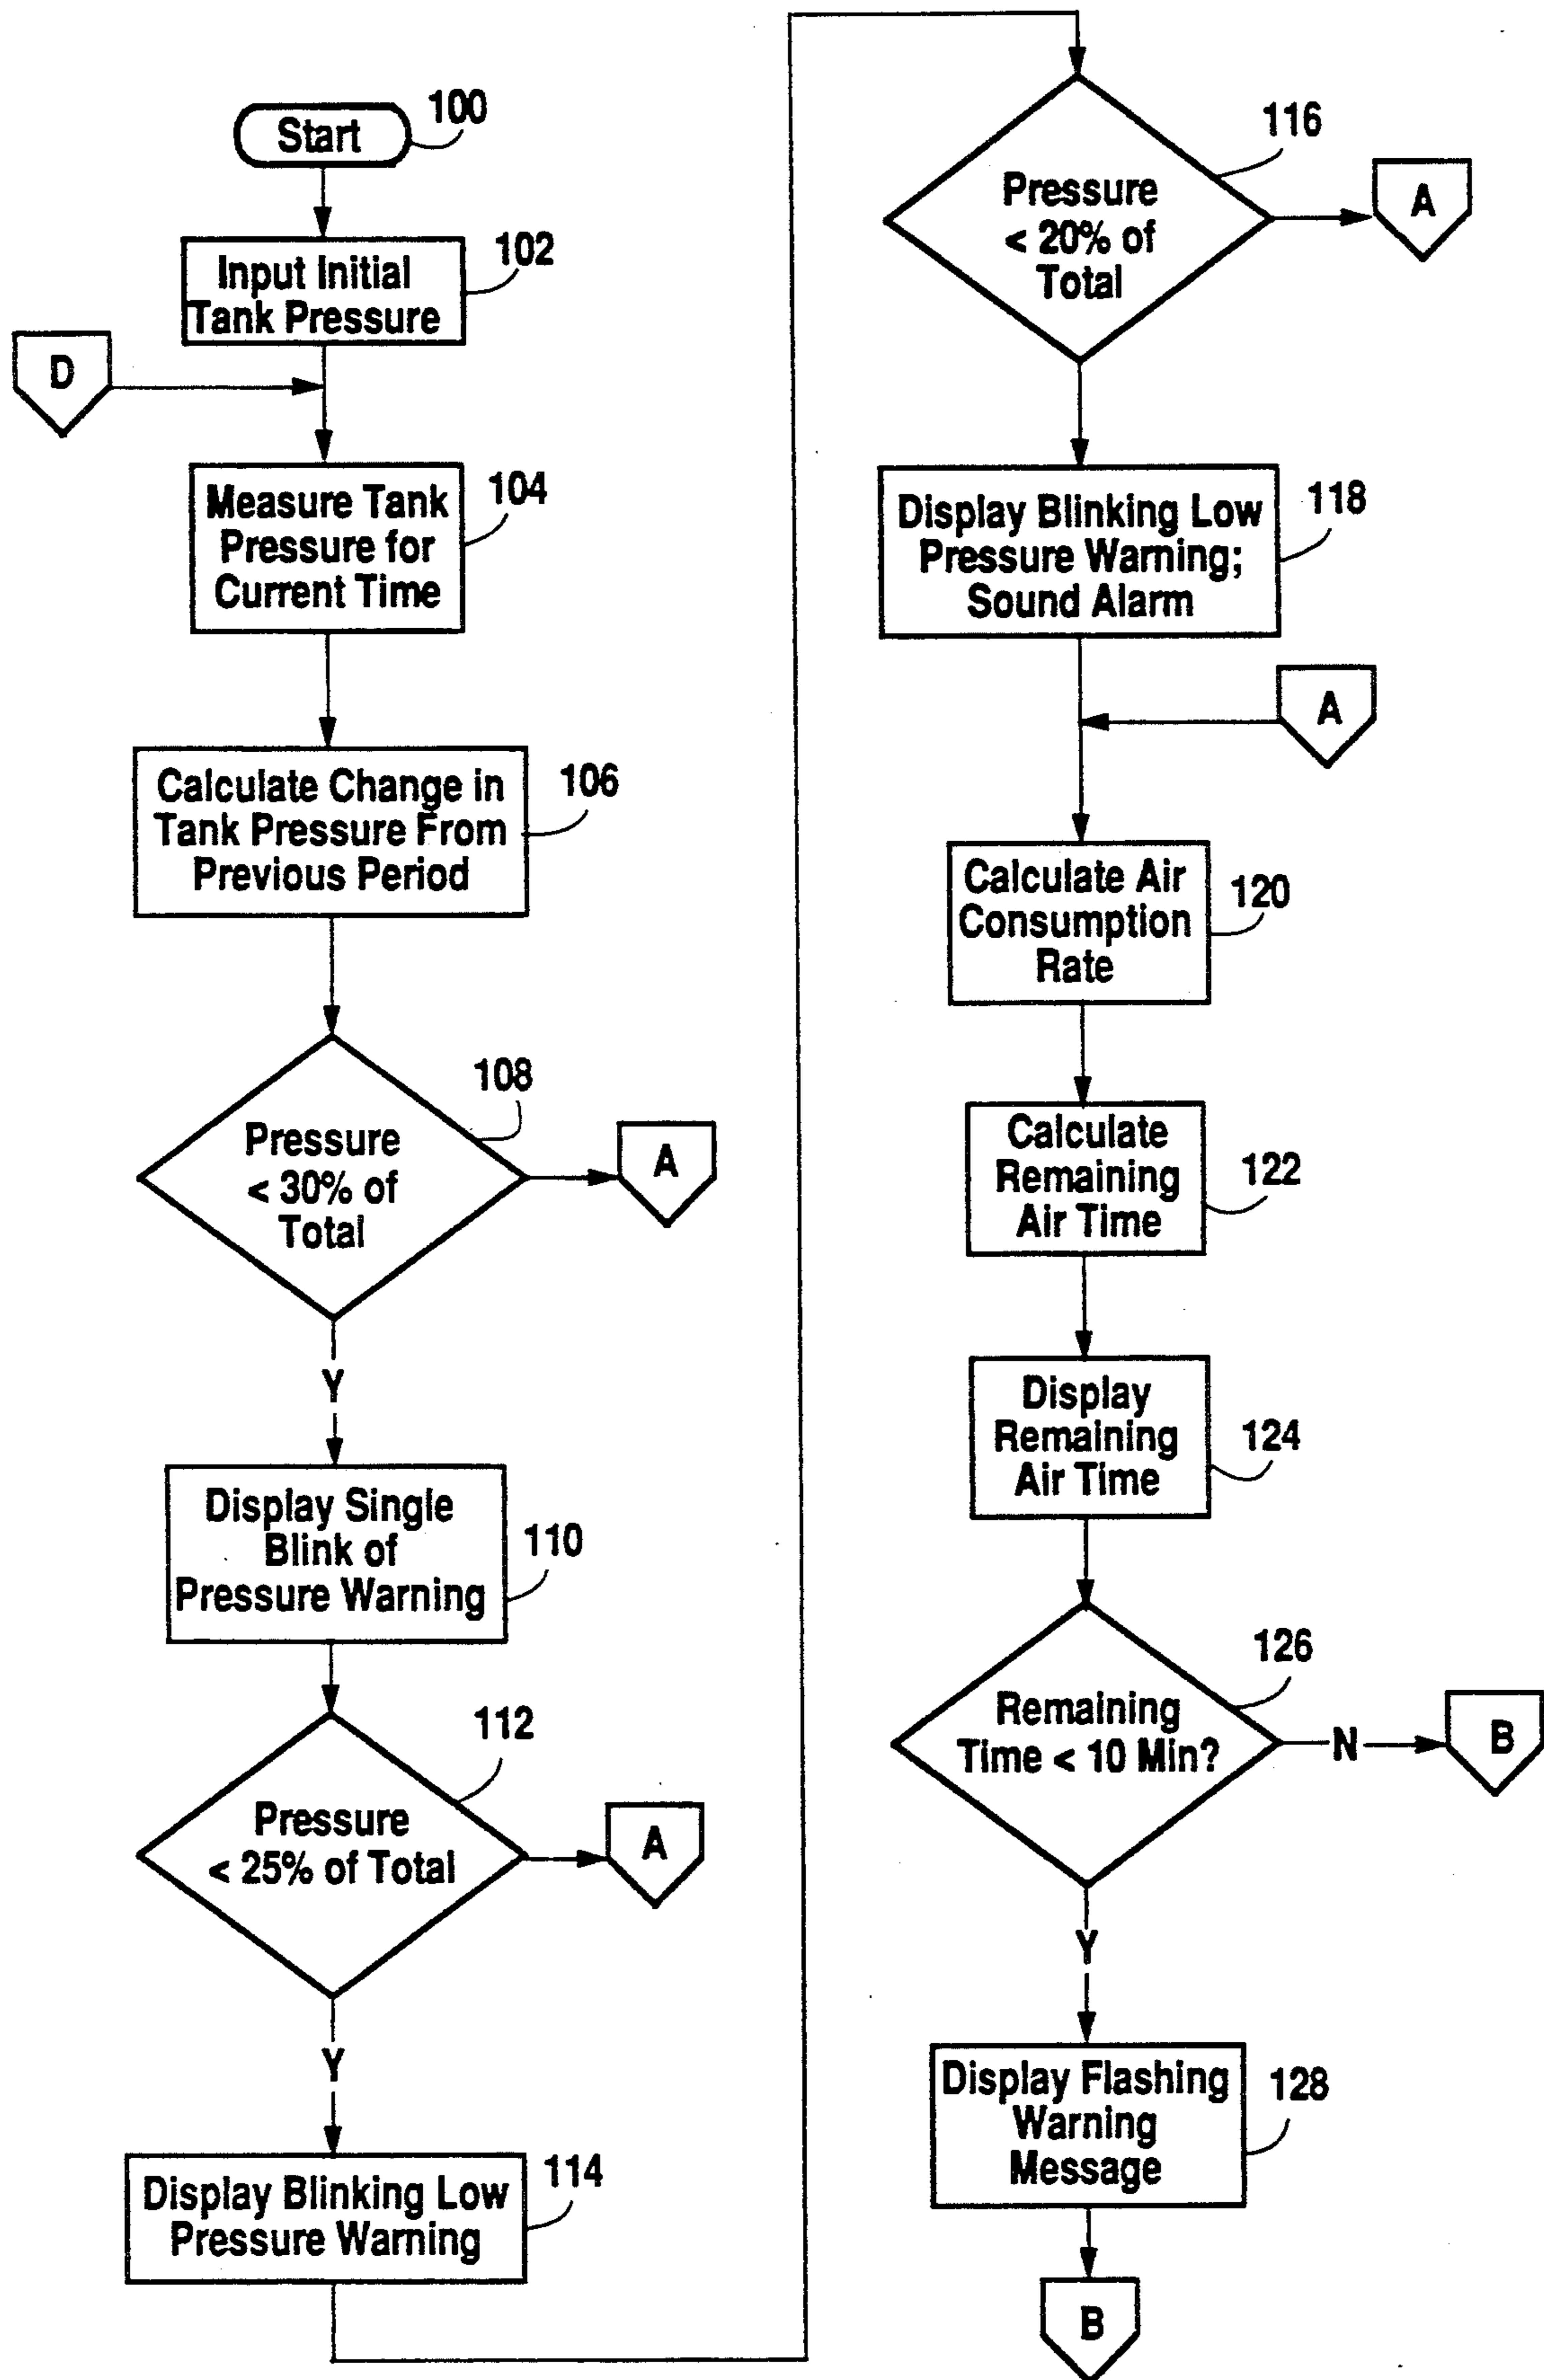 Start
100
Input Initial
Tank Pressure
102
D
Measure Tank
Pressure for
Current Time
104
Calculate Change in
Tank Pressure From
Previous Period
106
Pressure
< 30% of
Total
108
A
Y
Display Single
Blink of
Pressure Warning
110
Pressure
< 25% of Total
112
A
Y
Display Blinking Low
Pressure Warning
114
Pressure
< 20% of
Total
116
A
Display Blinking Low
Pressure Warning;
Sound Alarm
118
A
Calculate Air
Consumption
Rate
120
Calculate
Remaining
Air Time
122
Display
Remaining
Air Time
124
Remaining
Time < 10 Min?
126
N
B
Y
Display Flashing
Warning
Message
128
B